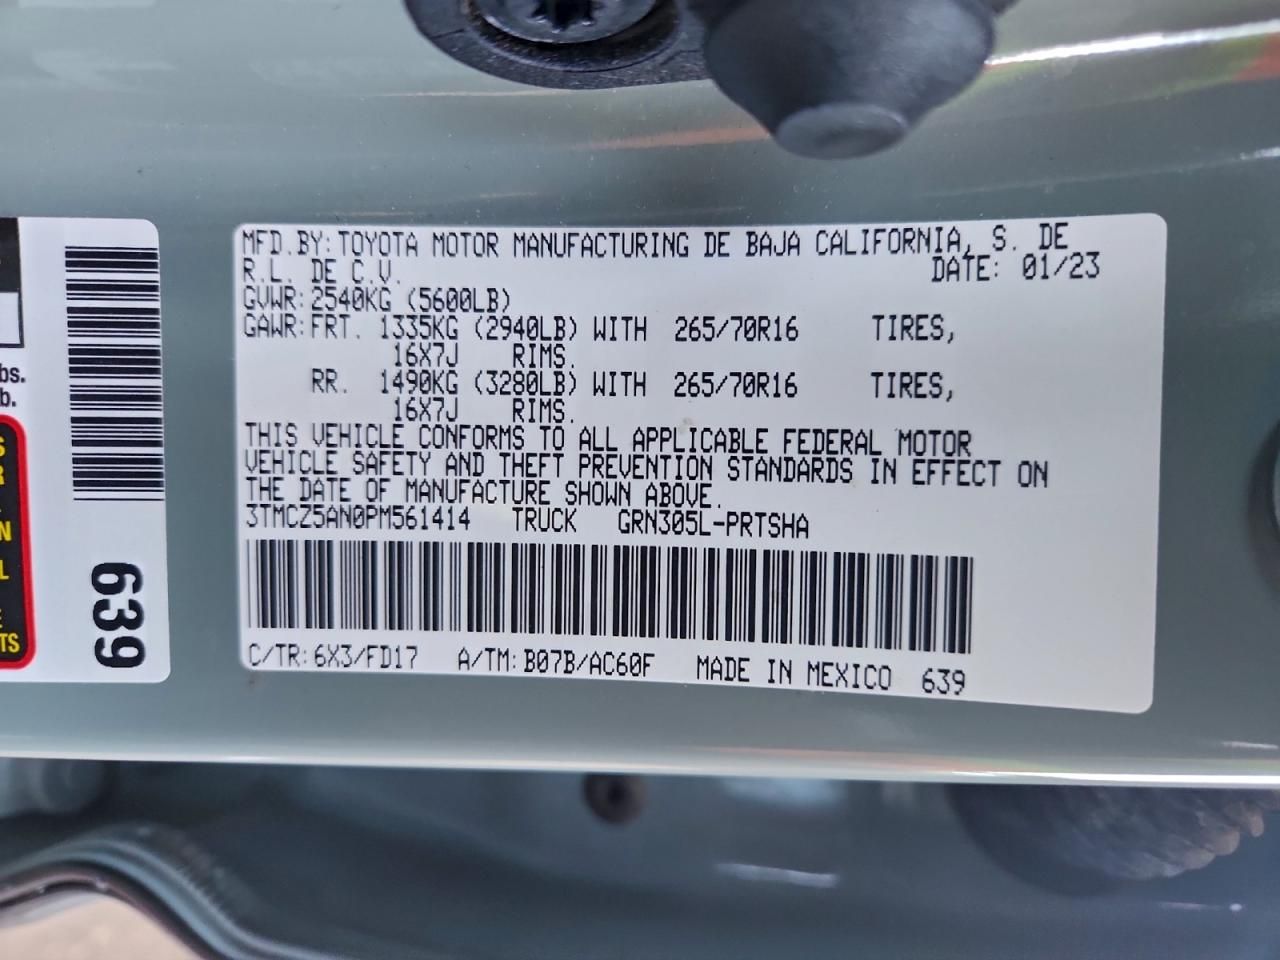 MFD.BY: TOYOTA MOTOR MANUFACTURING DE BAJA CALIFORNIA, S. DE
R.L. DE C.V. DATE: 01/23
GVWR: 2540KG (5600LB)
GAWR: FRT. 1335KG (2940LB) WITH 265/70R16 TIRES,
16X7J RIMS.
RR. 1490KG (3280LB) WITH 265/70R16 TIRES,
16X7J RIMS.
THIS VEHICLE CONFORMS TO ALL APPLICABLE FEDERAL MOTOR
VEHICLE SAFETY AND THEFT PREVENTION STANDARDS IN EFFECT ON
THE DATE OF MANUFACTURE SHOWN ABOVE.
3TMCZ5AN0PM561414 TRUCK GRN305L-PRTSHA
C/TR: 6X3/FD17 A/TM: B07B/AC60F MADE IN MEXICO 639
639